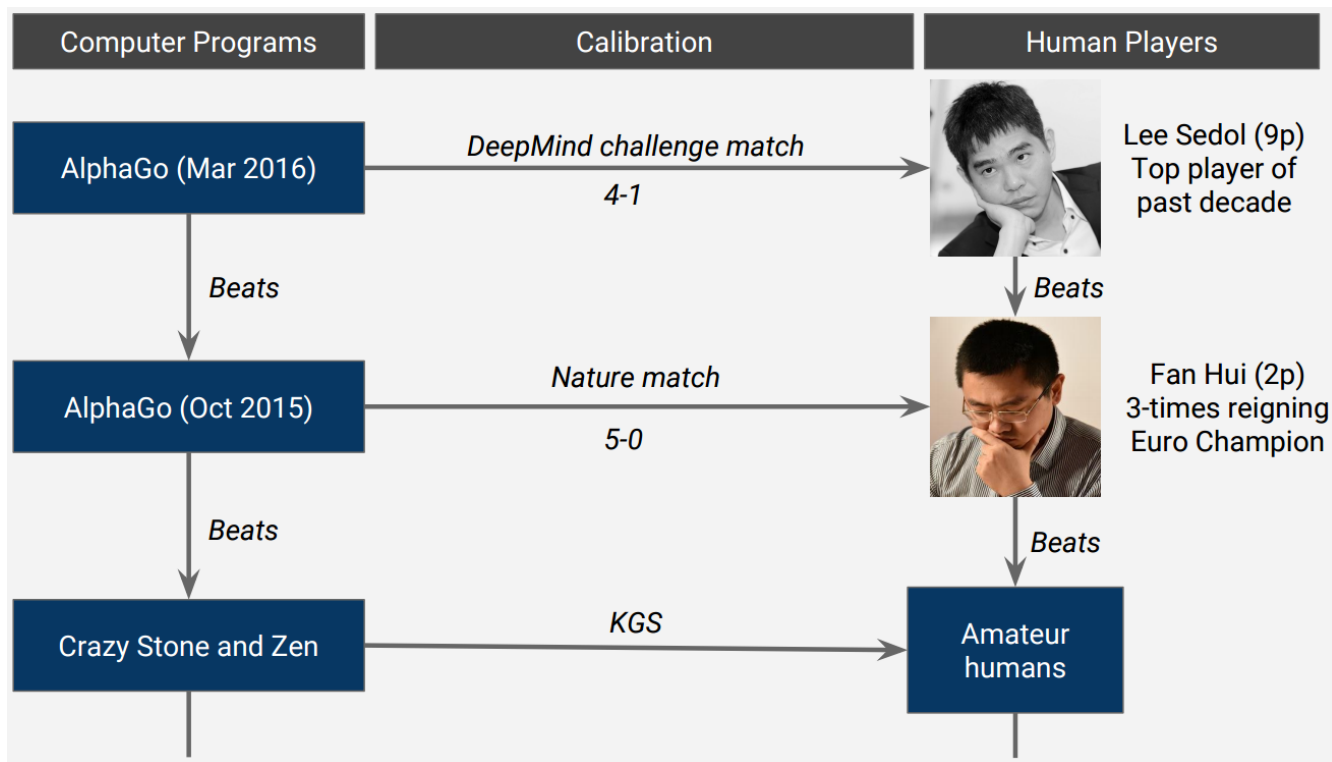 Computer Programs
Calibration
Human Players
AlphaGo (Mar 2016)
DeepMind challenge match
4-1
Lee Sedol (9p)
Top player of
past decade
Beats
Beats
AlphaGo (Oct 2015)
Nature match
5-0
Fan Hui (2p)
3-times reigning
Euro Champion
Beats
Beats
Crazy Stone and Zen
KGS
Amateur
humans